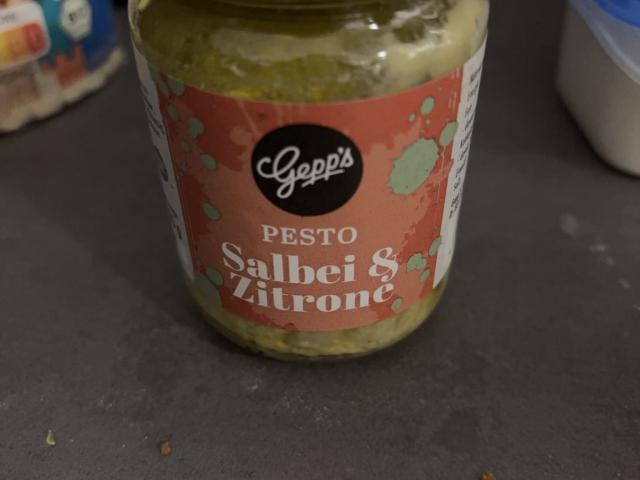 Gepp's
PESTO
Salbei &
Zitrone